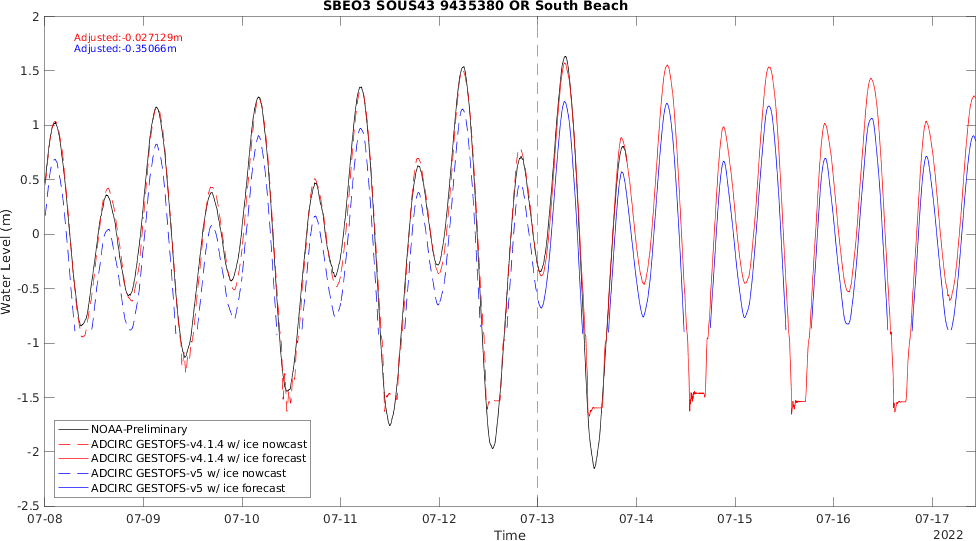 SBEO3 SOUS43 9435380 OR South Beach
Adjusted:-0.027129m
Adjusted:-0.35066m
2
1.5
1
0.5
0
-0.5
-1
-1.5
-2
-2.5
Water Level (m)
NOAA-Preliminary
ADCIRC GESTOFS-v4.1.4 w/ ice nowcast
ADCIRC GESTOFS-v4.1.4 w/ ice forecast
ADCIRC GESTOFS-v5 w/ ice nowcast
ADCIRC GESTOFS-v5 w/ ice forecast
07-08 07-09 07-10 07-11 07-12 07-13 07-14 07-15 07-16 07-17
Time 2022